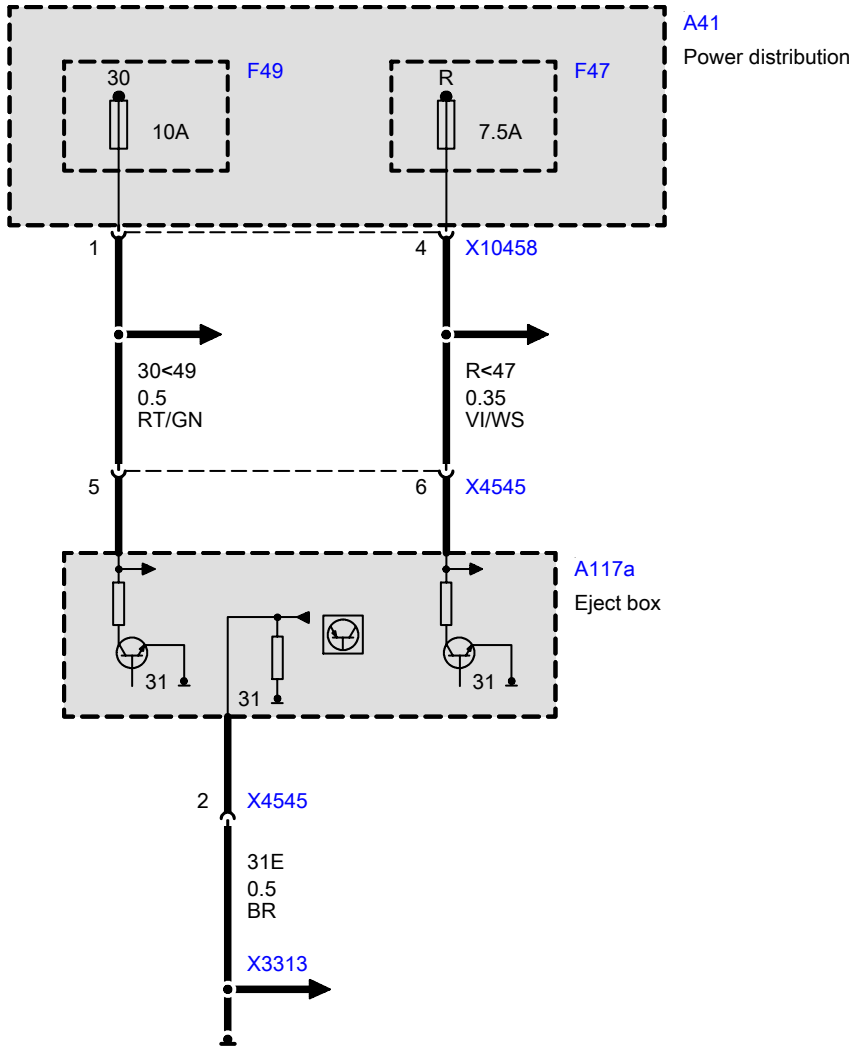 A41
Power distribution
30
F49
R
F47
10A
7.5A
1
4
X10458
30<49
0.5
RT/GN
R<47
0.35
VI/WS
5
6
X4545
A117a
Eject box
31
31
31
2
X4545
31E
0.5
BR
X3313